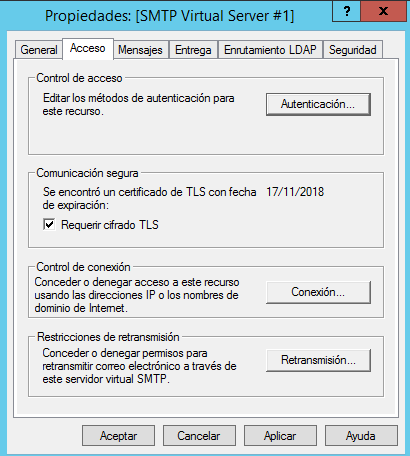 Propiedades: [SMTP Virtual Server #1]
?
x
General Acceso Mensajes Entrega Enrutamiento LDAP Seguridad
Control de acceso
Editar los métodos de autenticación para
este recurso.
Autenticación...
Comunicación segura
Se encontró un certificado de TLS con fecha
de expiración:
17/11/2018
Requerir cifrado TLS
Control de conexión
Conceder o denegar acceso a este recurso
usando las direcciones IP o los nombres de
dominio de Internet.
Conexión...
Restricciones de retransmisión
Conceder o denegar permisos para
retransmitir correo electrónico a través de
este servidor virtual SMTP.
Retransmisión...
Aceptar Cancelar Aplicar Ayuda